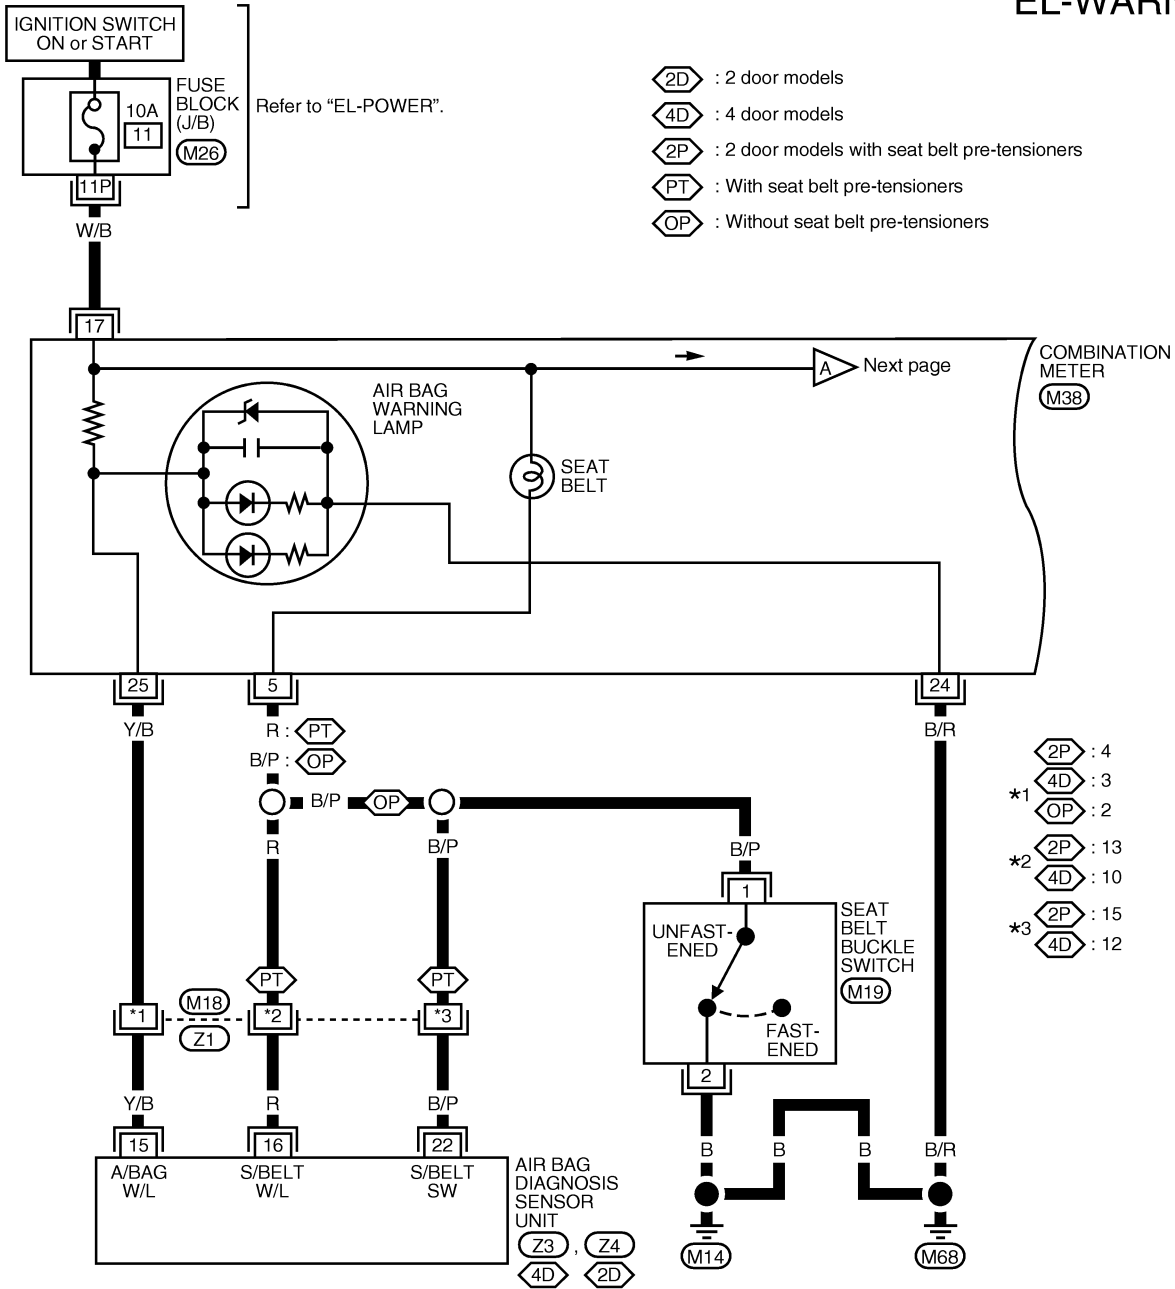 EL-WARN
IGNITION SWITCH
ON or START
FUSE
BLOCK
(J/B)
M26
10A
11
11P
Refer to “EL-POWER”.
2D : 2 door models
4D : 4 door models
2P : 2 door models with seat belt pre-tensioners
PT : With seat belt pre-tensioners
OP : Without seat belt pre-tensioners
W/B
17
COMBINATION
METER
M38
A Next page
AIR BAG
WARNING
LAMP
SEAT
BELT
25
5
24
Y/B
R : PT
B/P : OP
B/R
B/P OP
R
B/P
B/P
*1
2P : 4
4D : 3
OP : 2
*2
2P : 13
4D : 10
*3
2P : 15
4D : 12
1
UNFAST-
ENED
FAST-
ENED
SEAT
BELT
BUCKLE
SWITCH
M19
2
PT
PT
M18
*1
*2
*3
Z1
Y/B
R
B/P
B
B
B
B/R
15
16
22
A/BAG
W/L
S/BELT
W/L
S/BELT
SW
AIR BAG
DIAGNOSIS
SENSOR
UNIT
Z3 , Z4
4D 2D
M14
M68